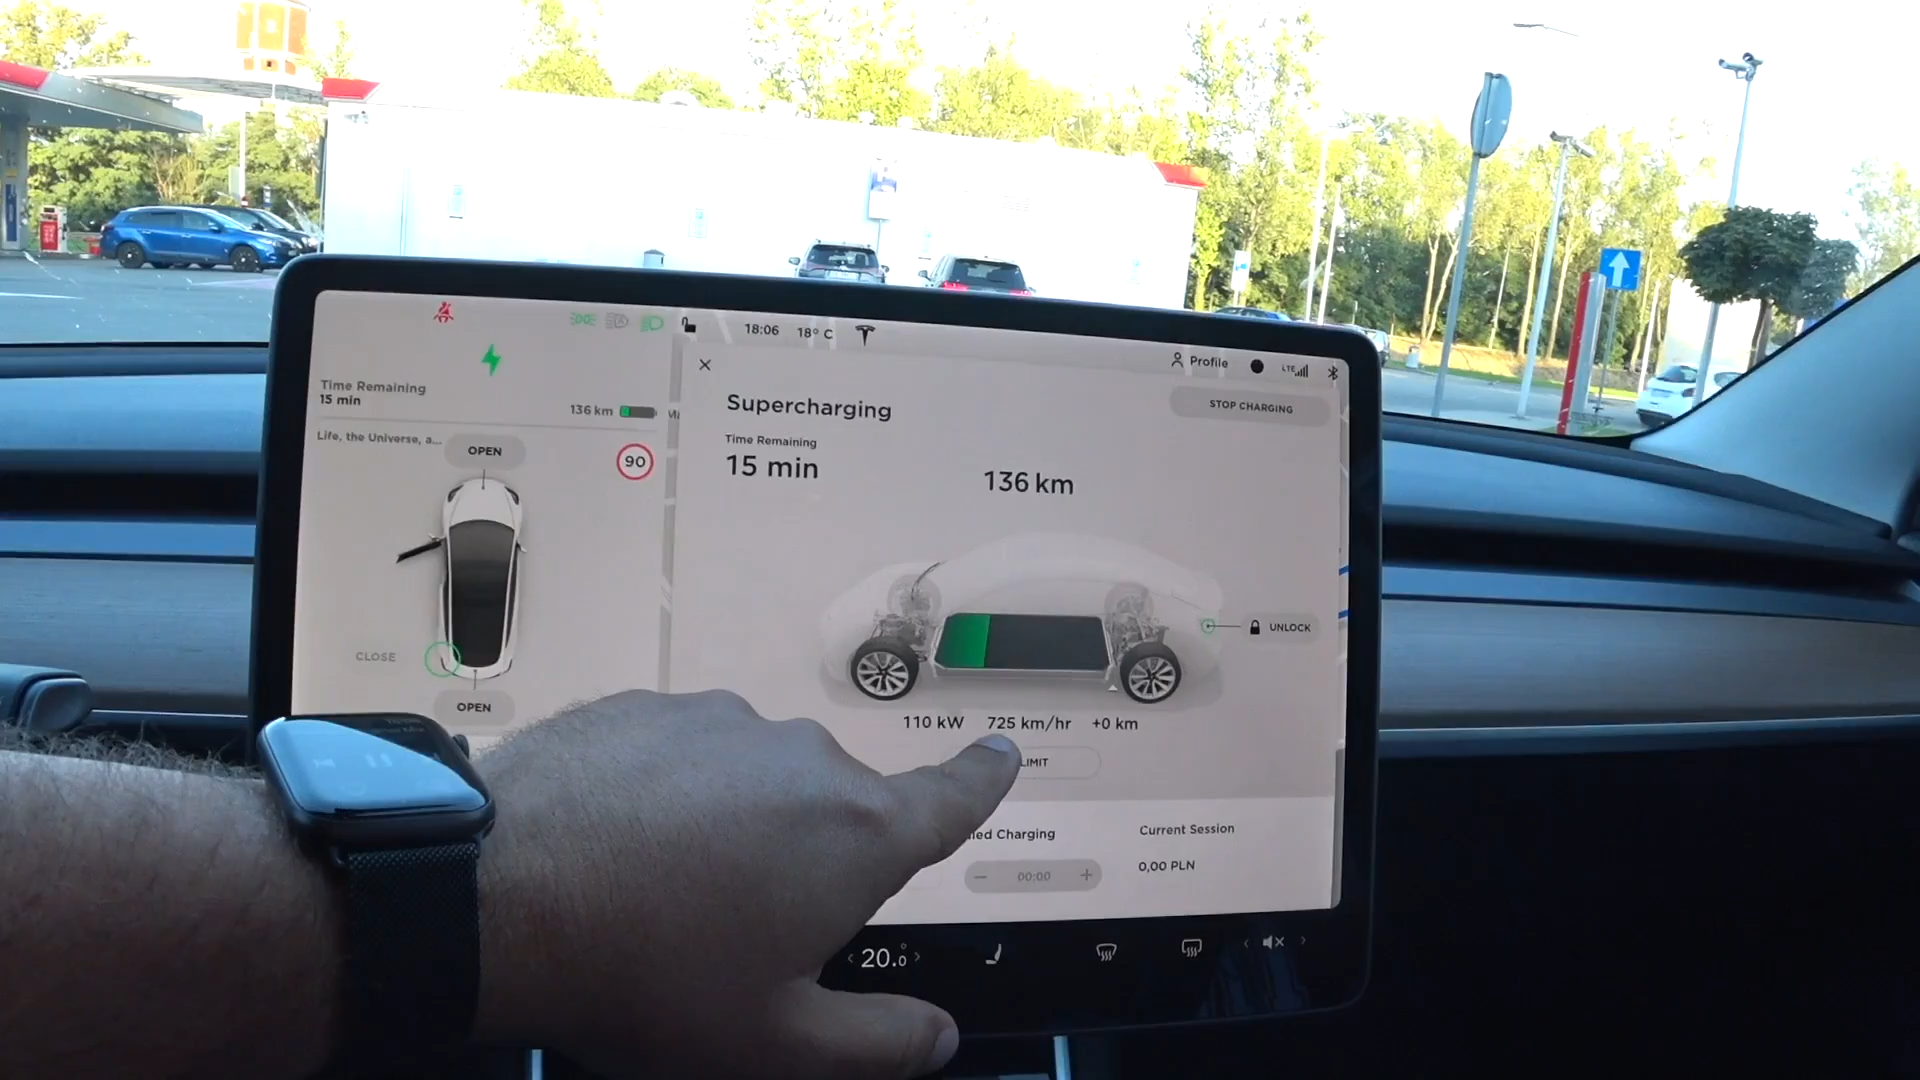 18:06 18° C
Profile
LTE
Time Remaining
15 min
136 km
Life, the Universe, a...
OPEN
90
CLOSE
OPEN
Supercharging
STOP CHARGING
Time Remaining
15 min
136 km
UNLOCK
110 kW 725 km/hr +0 km
LIMIT
Charging
Current Session
00:00
0,00 PLN
20.0